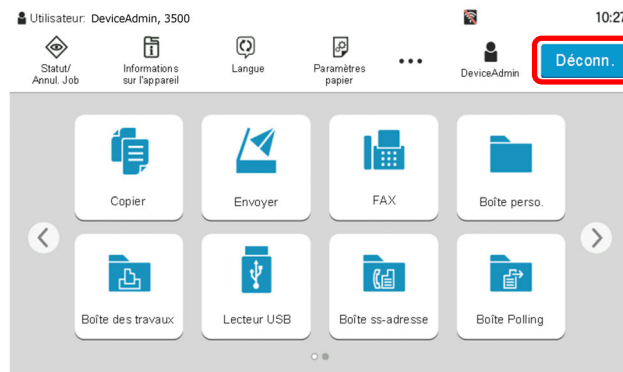 Utilisateur: DeviceAdmin, 3500
10:27
Statut/
Annul. Job
Informations
sur l'appareil
Langue
Paramètres
papier
DeviceAdmin
Déconn.
Copier
Envoyer
FAX
Boîte perso.
Boîte des travaux
Lecteur USB
Boîte ss-adresse
Boîte Polling